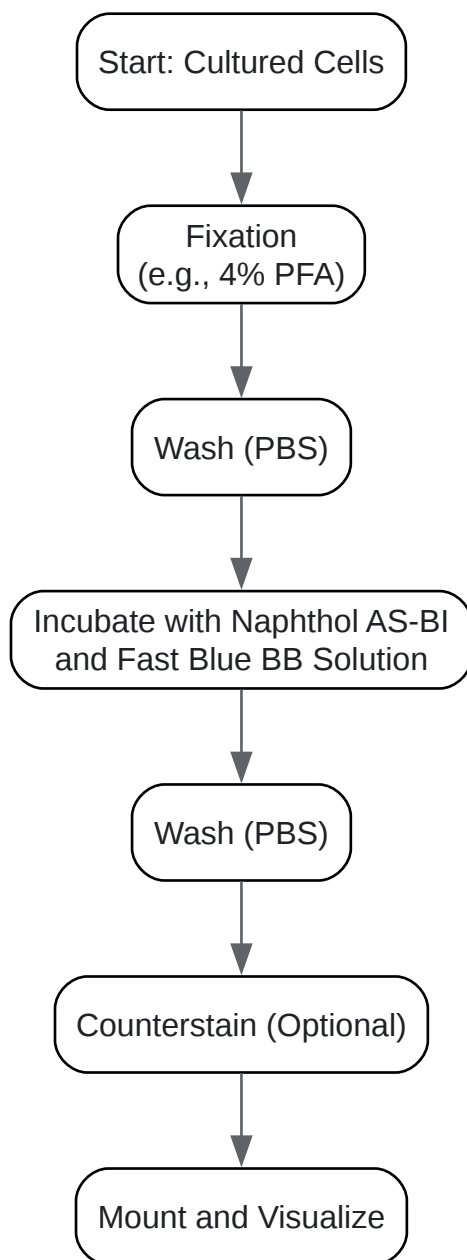 Start: Cultured Cells
Fixation
(e.g., 4% PFA)
Wash (PBS)
Incubate with Naphthol AS-BI
and Fast Blue BB Solution
Wash (PBS)
Counterstain (Optional)
Mount and Visualize